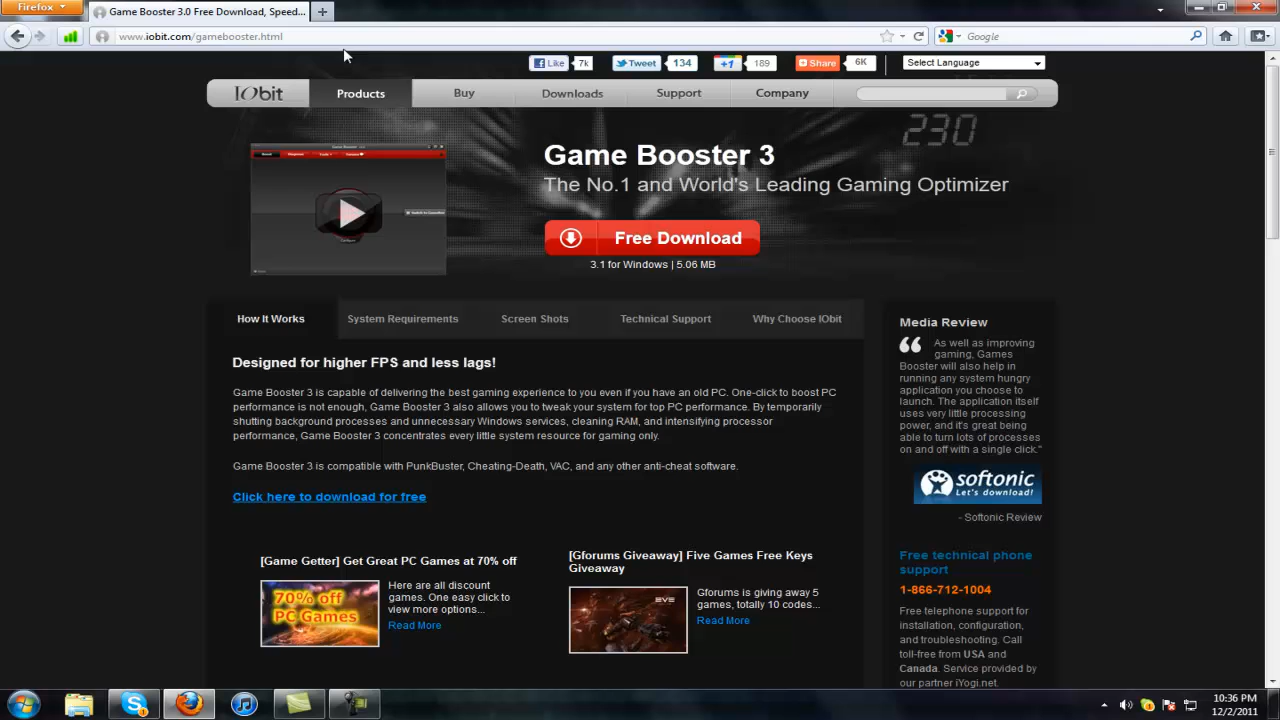 Firefox
Game Booster 3.0 Free Download, Speed...
www.iobit.com/gamebooster.html
Google
Like 7k
Tweet 134
+1 189
Share 6K
Select Language
IObit
Products
Buy
Downloads
Support
Company
230
Game Booster 3
The No.1 and World's Leading Gaming Optimizer
Free Download
3.1 for Windows | 5.06 MB
How It Works
System Requirements
Screen Shots
Technical Support
Why Choose IObit
Designed for higher FPS and less lags!
Game Booster 3 is capable of delivering the best gaming experience to you even if you have an old PC. One-click to boost PC
performance is not enough, Game Booster 3 also allows you to tweak your system for top PC performance. By temporarily
shutting background processes and unnecessary Windows services, cleaning RAM, and intensifying processor
performance, Game Booster 3 concentrates every little system resource for gaming only.
Game Booster 3 is compatible with PunkBuster, Cheating-Death, VAC, and any other anti-cheat software.
Click here to download for free
[Game Getter] Get Great PC Games at 70% off
70% off
PC Games
Here are all discount
games. One easy click to
view more options...
Read More
[Gforums Giveaway] Five Games Free Keys
Giveaway
EVE
Gforums is giving away 5
games, totally 10 codes...
Read More
Media Review
As well as improving
gaming, Games
Booster will also help in
running any system hungry
application you choose to
launch. The application itself
uses very little processing
power, and it's great being
able to turn lots of processes
on and off with a single click."
softonic
Let's download!
- Softonic Review
Free technical phone
support
1-866-712-1004
Free telephone support for
installation, configuration,
and troubleshooting. Call
toll-free from USA and
Canada. Service provided by
our partner iYogi.net.
10:36 PM
12/2/2011